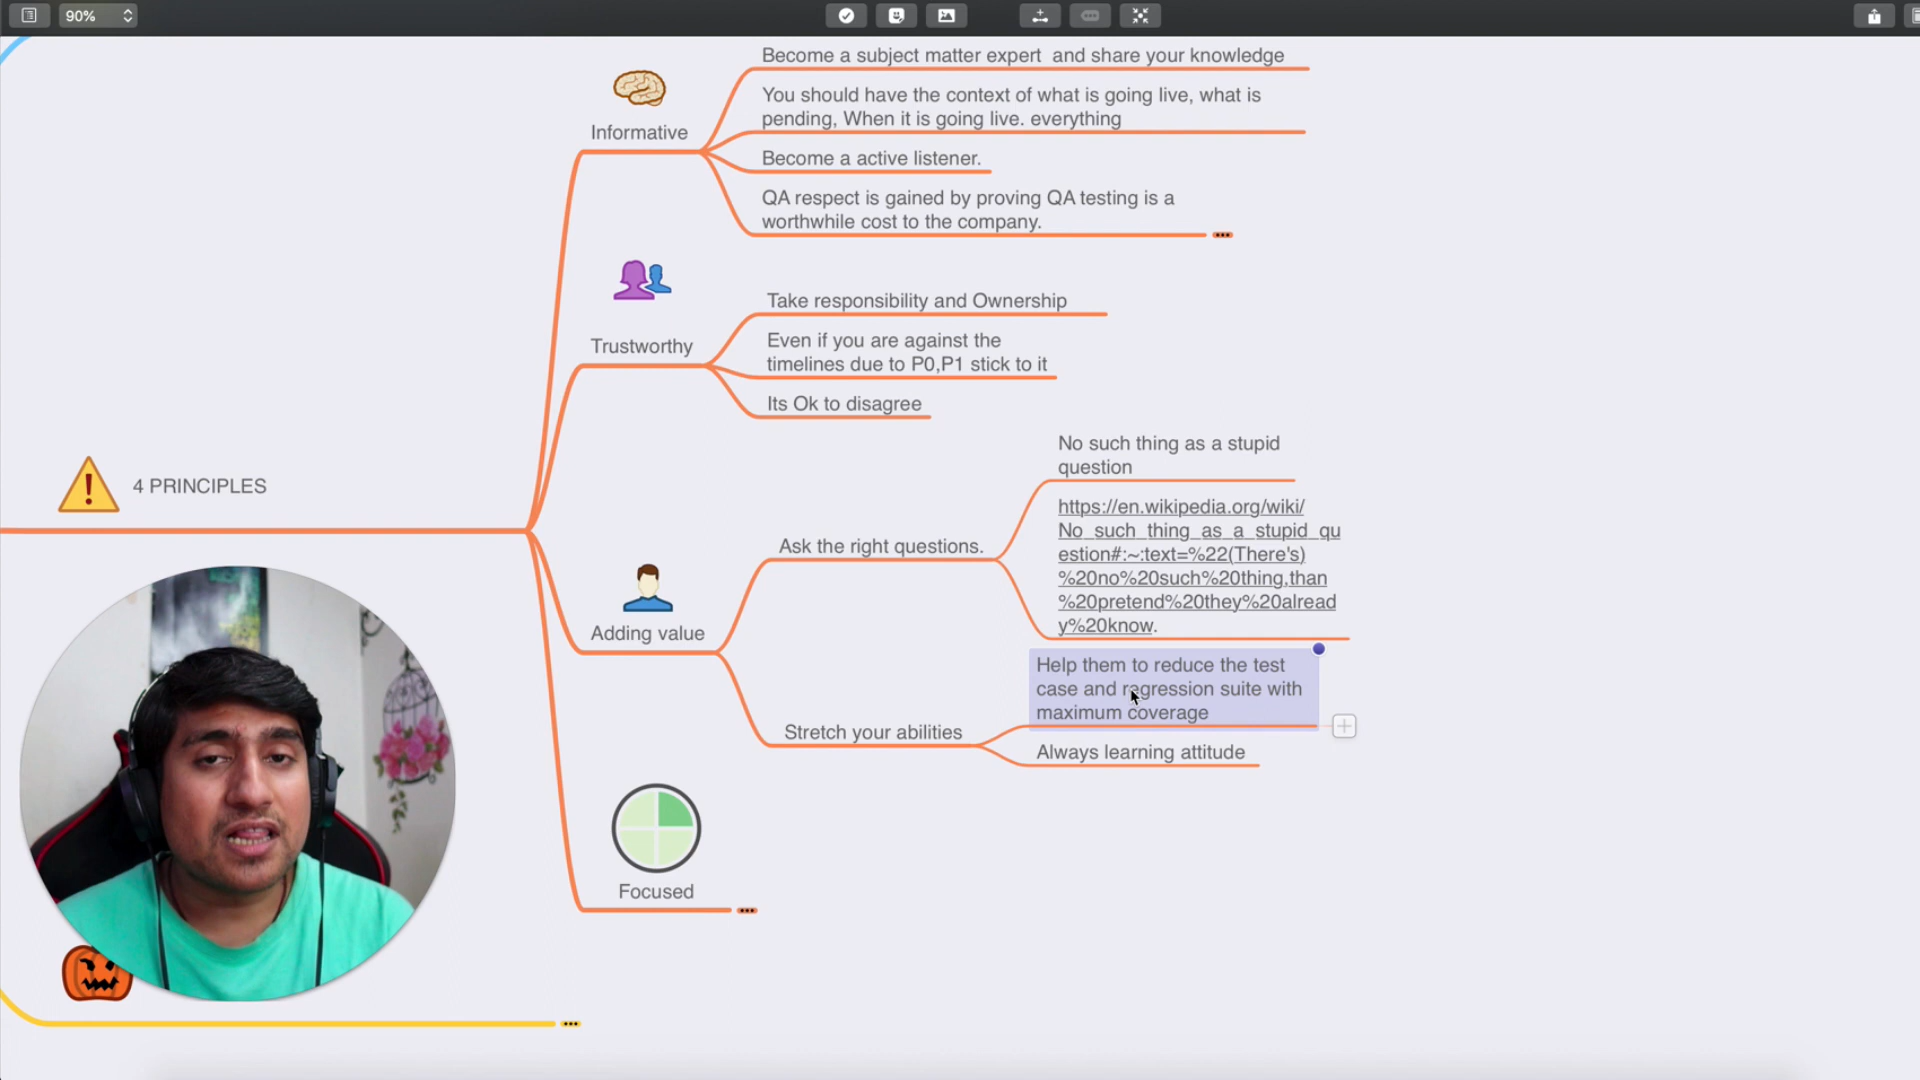 90%
Become a subject matter expert  and share your knowledge
You should have the context of what is going live, what is
pending, When it is going live. everything
Informative
Become a active listener.
QA respect is gained by proving QA testing is a
worthwhile cost to the company.
Take responsibility and Ownership
Even if you are against the
timelines due to P0,P1 stick to it
Trustworthy
Its Ok to disagree
4 PRINCIPLES
No such thing as a stupid
question
Ask the right questions.
https://en.wikipedia.org/wiki/
No_such_thing_as_a_stupid_qu
estion#:~:text=%22(There's)
%20no%20such%20thing,than
%20pretend%20they%20alread
y%20know.
Adding value
Help them to reduce the test
case and regression suite with
maximum coverage
Stretch your abilities
Always learning attitude
Focused